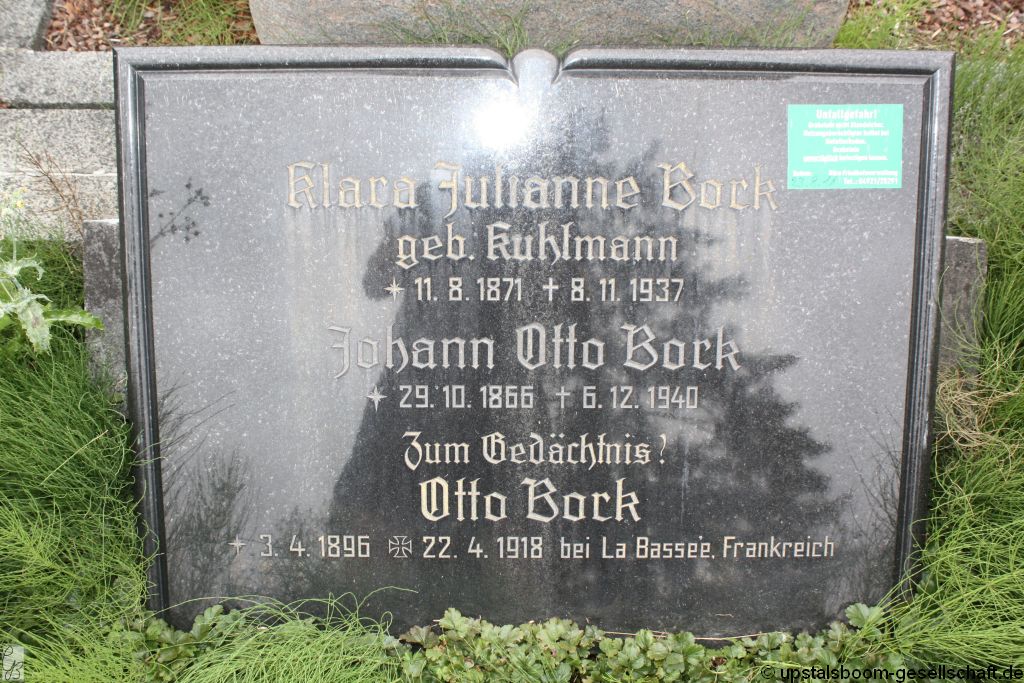 Unfallgefahr!
Klara Julianne Bock
geb. Kuhlmann
* 11. 8. 1871 † 8. 11. 1937
Johann Otto Bock
* 29. 10. 1866 † 6. 12. 1940
Zum Gedächtnis!
Otto Bock
* 3. 4. 1896 ✠ 22. 4. 1918 bei La Bassée, Frankreich
© upstalsboom-gesellschaft.de